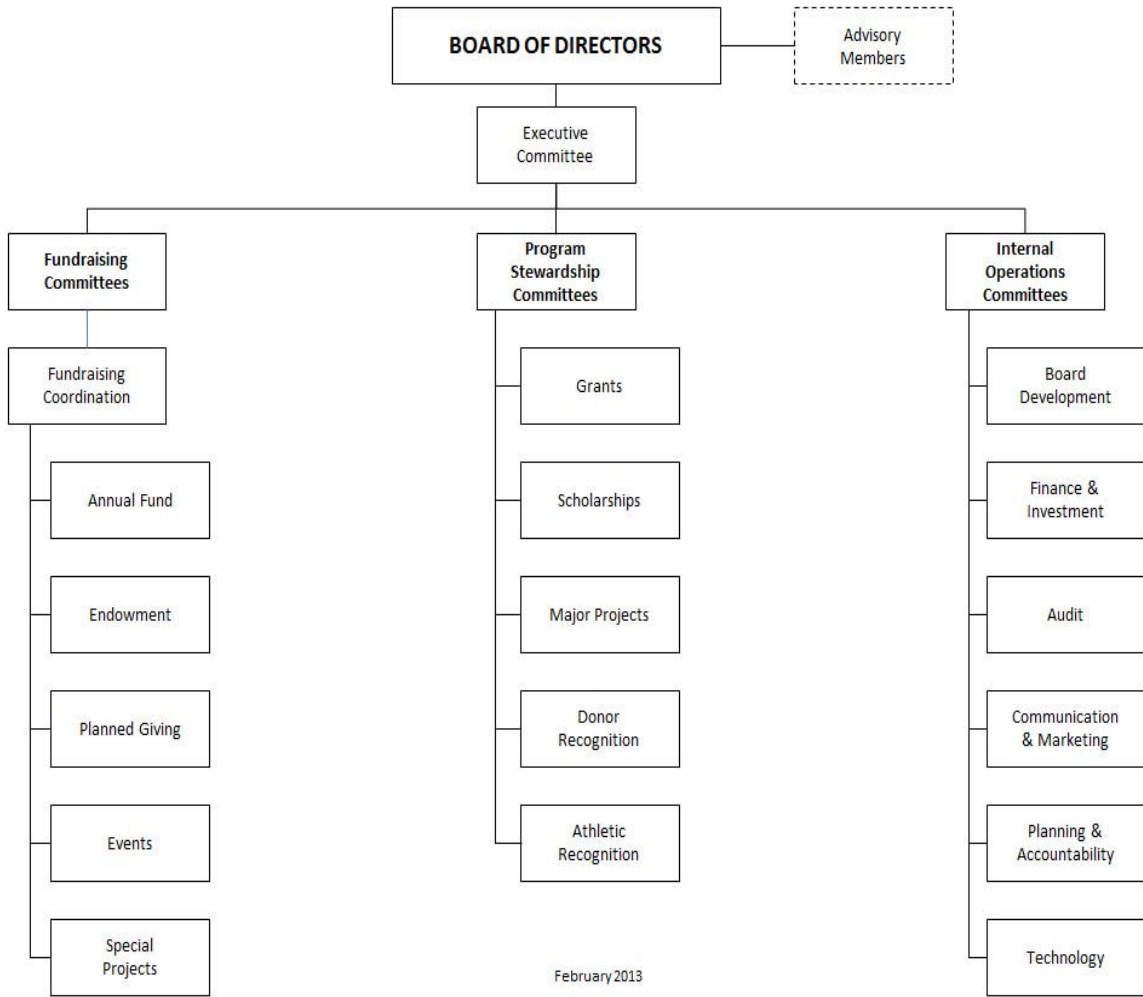 BOARD OF DIRECTORS
Advisory
Members
Executive
Committee
Fundraising
Committees
Fundraising
Coordination
Annual Fund
Endowment
Planned Giving
Events
Special
Projects
Program
Stewardship
Committees
Grants
Scholarships
Major Projects
Donor
Recognition
Athletic
Recognition
Internal
Operations
Committees
Board
Development
Finance &
Investment
Audit
Communication
& Marketing
Planning &
Accountability
Technology
February 2013